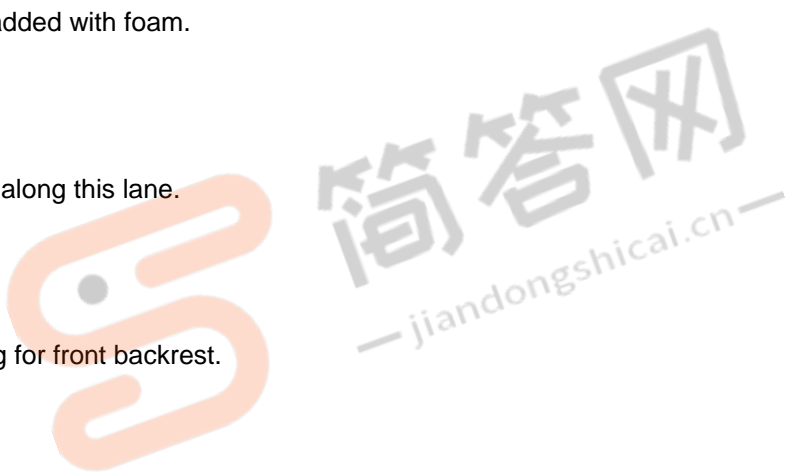 added with foam.
along this lane.
g for front backrest.
简答网
— jiandongshicai.cn —